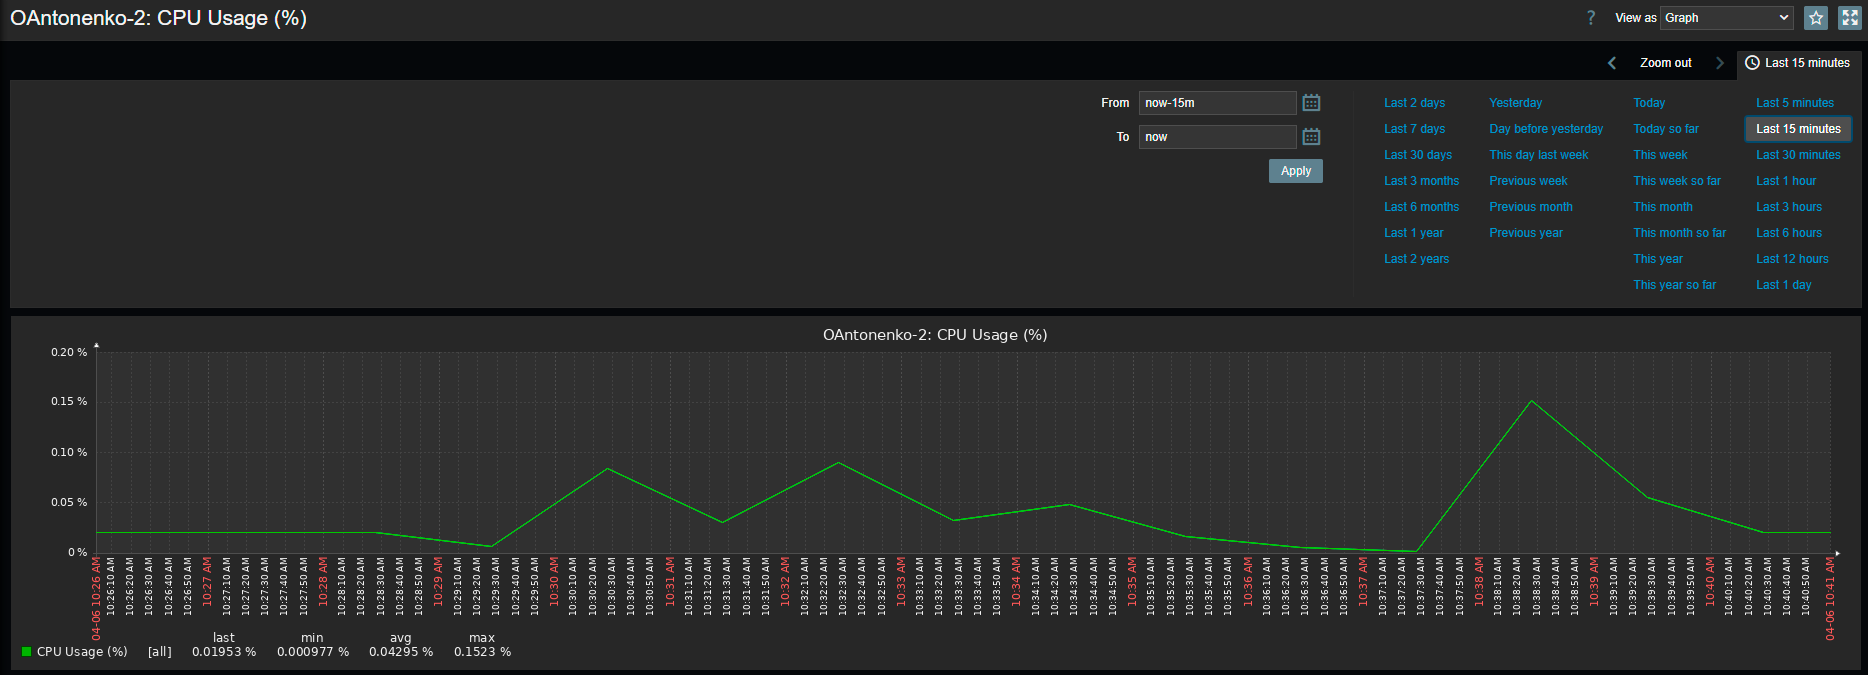 OAntonenko-2: CPU Usage (%)
? View as Graph
Zoom out
Last 15 minutes
From now-15m
To now
Apply
Last 2 days Yesterday Today Last 5 minutes
Last 7 days Day before yesterday Today so far Last 15 minutes
Last 30 days This day last week This week Last 30 minutes
Last 3 months Previous week This week so far Last 1 hour
Last 6 months Previous month This month Last 3 hours
Last 1 year Previous year This month so far Last 6 hours
Last 2 years This year Last 12 hours
This year so far Last 1 day
OAntonenko-2: CPU Usage (%)
0.20 %
0.15 %
0.10 %
0.05 %
0 %
04-06 10:26 AM
10:26:10 AM
10:26:20 AM
10:26:30 AM
10:26:40 AM
10:26:50 AM
10:27 AM
10:27:10 AM
10:27:20 AM
10:27:30 AM
10:27:40 AM
10:27:50 AM
10:28 AM
10:28:10 AM
10:28:20 AM
10:28:30 AM
10:28:40 AM
10:28:50 AM
10:29 AM
10:29:10 AM
10:29:20 AM
10:29:30 AM
10:29:40 AM
10:29:50 AM
10:30 AM
10:30:10 AM
10:30:20 AM
10:30:30 AM
10:30:40 AM
10:30:50 AM
10:31 AM
10:31:10 AM
10:31:20 AM
10:31:30 AM
10:31:40 AM
10:31:50 AM
10:32 AM
10:32:10 AM
10:32:20 AM
10:32:30 AM
10:32:40 AM
10:32:50 AM
10:33 AM
10:33:10 AM
10:33:20 AM
10:33:30 AM
10:33:40 AM
10:33:50 AM
10:34 AM
10:34:10 AM
10:34:20 AM
10:34:30 AM
10:34:40 AM
10:34:50 AM
10:35 AM
10:35:10 AM
10:35:20 AM
10:35:30 AM
10:35:40 AM
10:35:50 AM
10:36 AM
10:36:10 AM
10:36:20 AM
10:36:30 AM
10:36:40 AM
10:36:50 AM
10:37 AM
10:37:10 AM
10:37:20 AM
10:37:30 AM
10:37:40 AM
10:37:50 AM
10:38 AM
10:38:10 AM
10:38:20 AM
10:38:30 AM
10:38:40 AM
10:38:50 AM
10:39 AM
10:39:10 AM
10:39:20 AM
10:39:30 AM
10:39:40 AM
10:39:50 AM
10:40 AM
10:40:10 AM
10:40:20 AM
10:40:30 AM
10:40:40 AM
10:40:50 AM
04-06 10:41 AM
last min avg max
CPU Usage (%) [all] 0.01953 % 0.000977 % 0.04295 % 0.1523 %